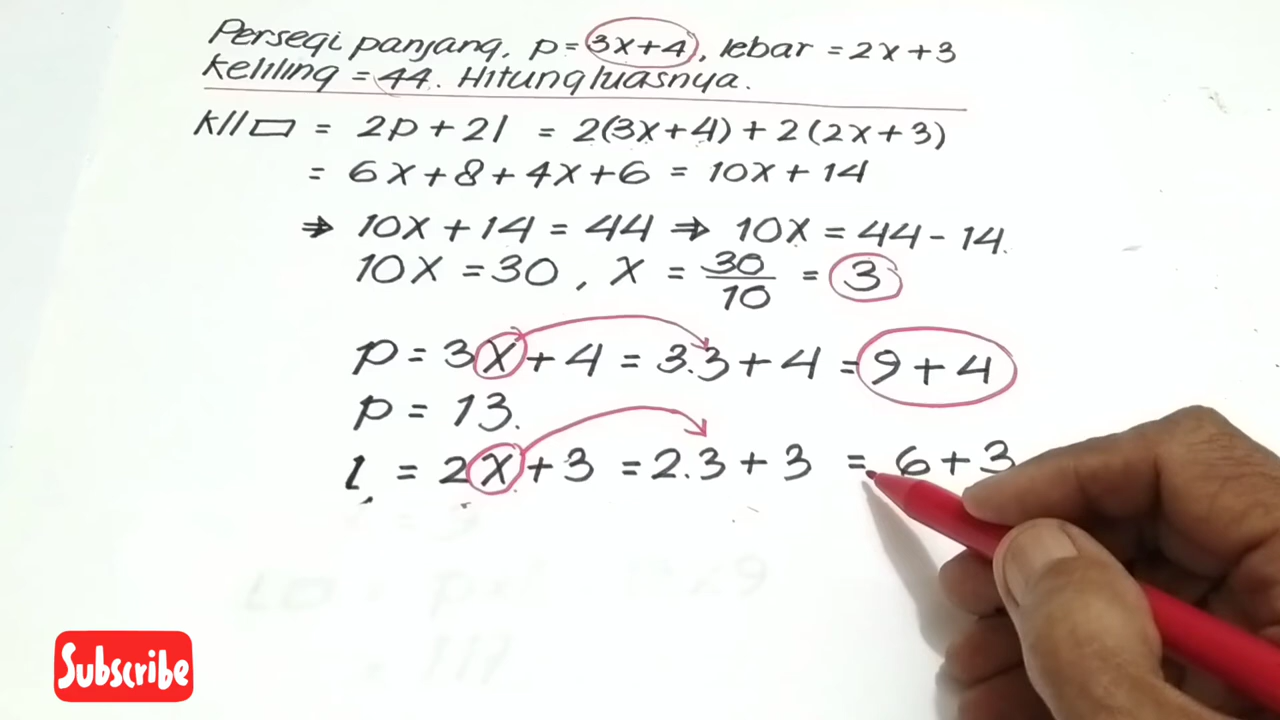 Persegi panjang, p = 3x+4, lebar = 2x+3
Keliling = 44. Hitung luasnya.
Kll▭ = 2p + 2l = 2(3x+4) + 2(2x+3)
= 6x + 8 + 4x + 6 = 10x + 14
⇒ 10x + 14 = 44 ⇒ 10x = 44 - 14.
10x = 30, x = 30/10 = 3
p = 3x + 4 = 3.3 + 4 = 9 + 4
p = 13.
l = 2x + 3 = 2.3 + 3 = 6 + 3
Subscribe